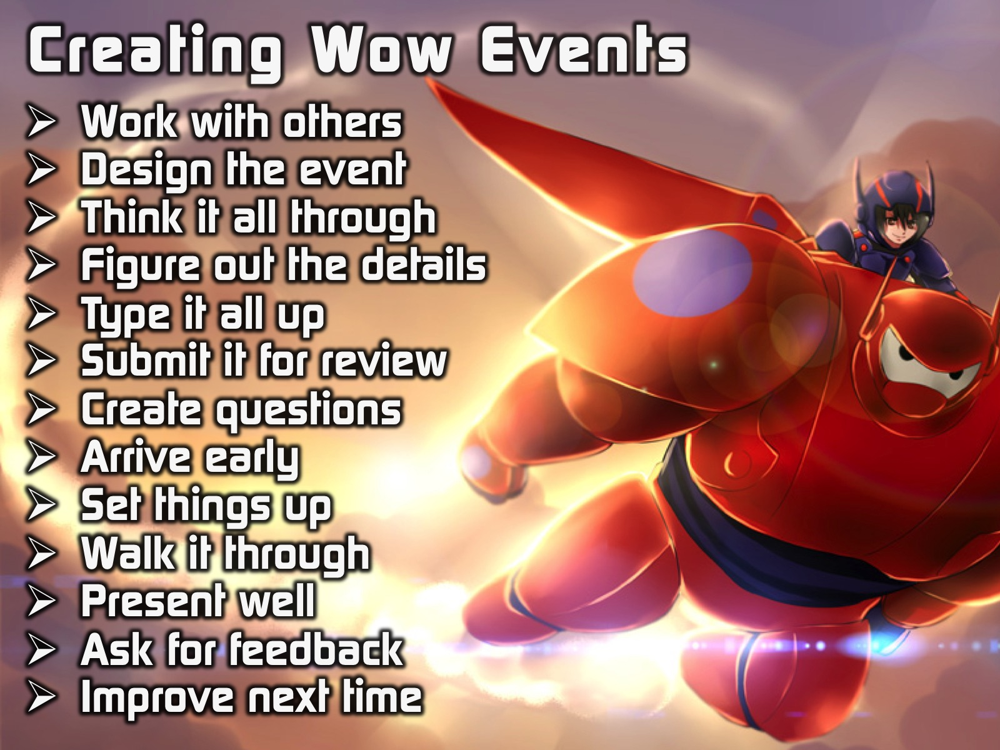 Creating Wow Events
➢ Work with others
➢ Design the event
➢ Think it all through
➢ Figure out the details
➢ Type it all up
➢ Submit it for review
➢ Create questions
➢ Arrive early
➢ Set things up
➢ Walk it through
➢ Present well
➢ Ask for feedback
➢ Improve next time